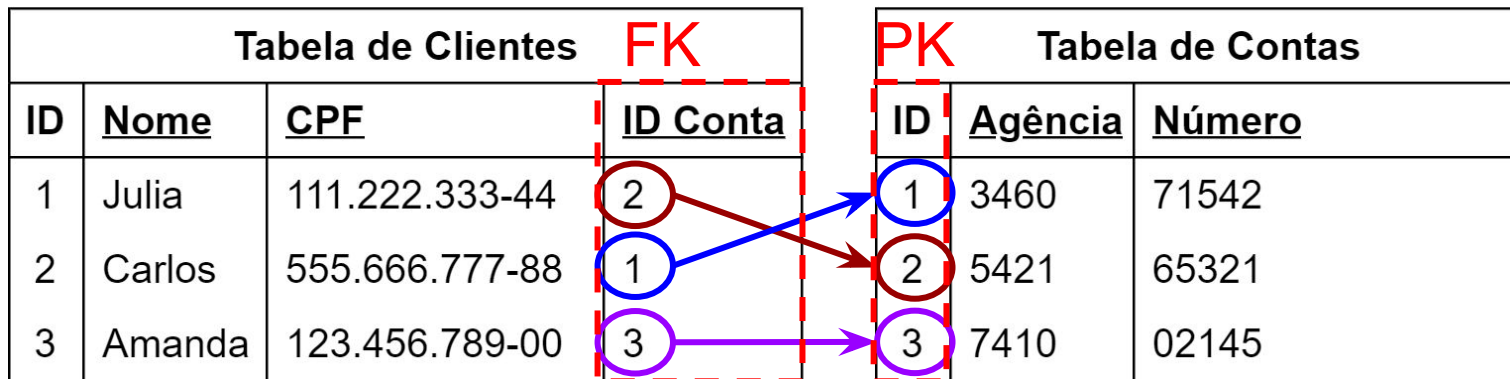 Tabela de Clientes FK PK Tabela de Contas
ID Nome CPF ID Conta ID Agência Número
1 Julia 111.222.333-44 2 1 3460 71542
2 Carlos 555.666.777-88 1 2 5421 65321
3 Amanda 123.456.789-00 3 3 7410 02145